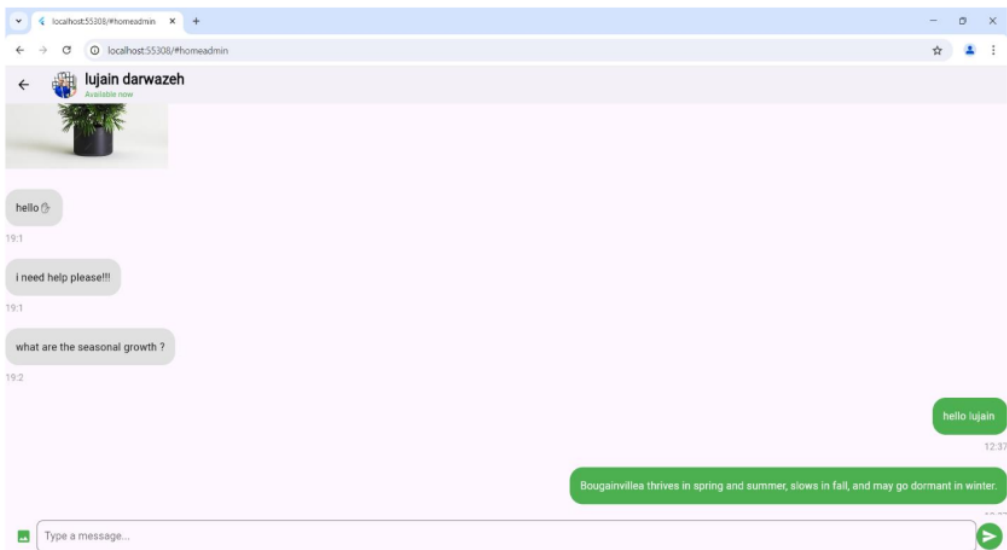 localhost:55308/#homeadmin
localhost:55308/#homeadmin
lujain darwazeh
Available now
hello 🖐
19:1
i need help please!!!
19:1
what are the seasonal growth ?
19:2
hello lujain
12:37
Bougainvillea thrives in spring and summer, slows in fall, and may go dormant in winter.
Type a message...